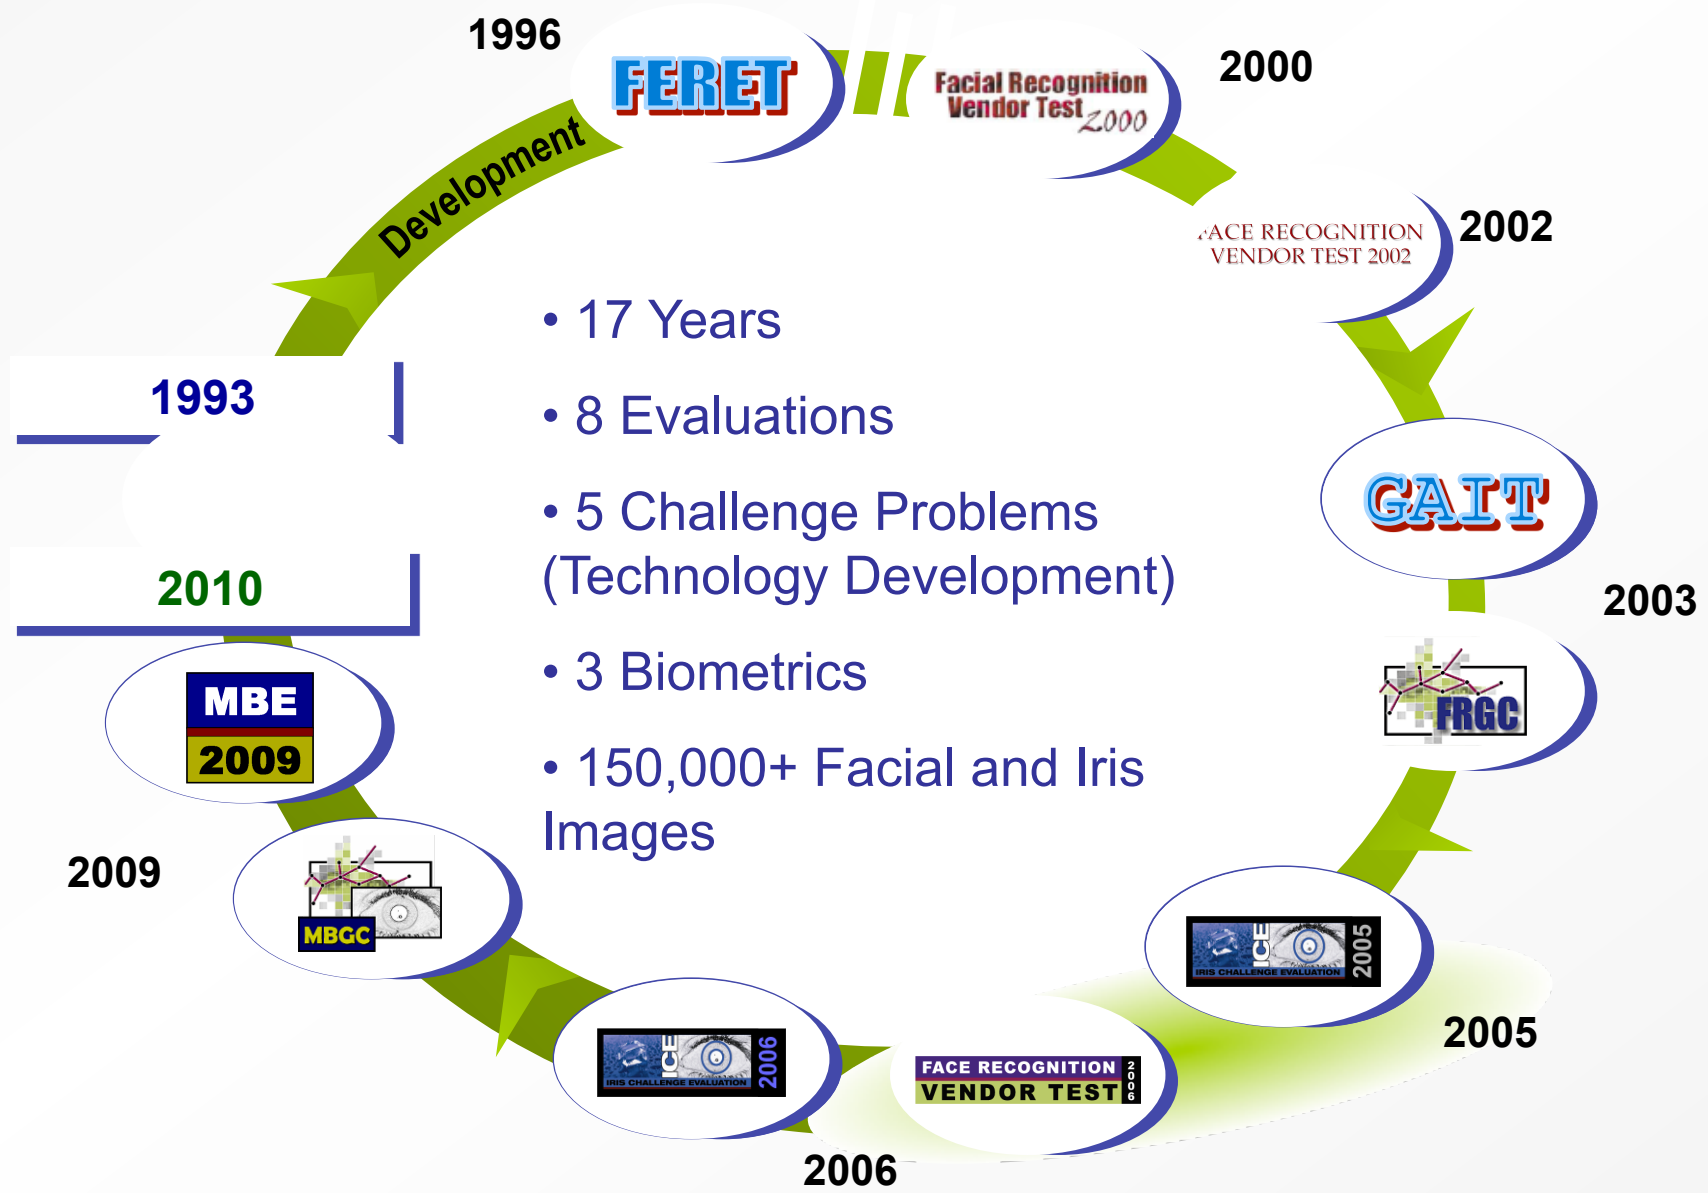 1996
FERET
Facial Recognition
Vendor Test
2000
2000
Development
ACE RECOGNITION
VENDOR TEST 2002
2002
1993
• 17 Years
• 8 Evaluations
• 5 Challenge Problems
(Technology Development)
• 3 Biometrics
• 150,000+ Facial and Iris
Images
GAIT
2003
FRGC
2010
MBE
2009
2009
MBGC
ICE
IRIS CHALLENGE EVALUATION
2005
2005
ICE
IRIS CHALLENGE EVALUATION
2006
FACE RECOGNITION
VENDOR TEST
2006
2006